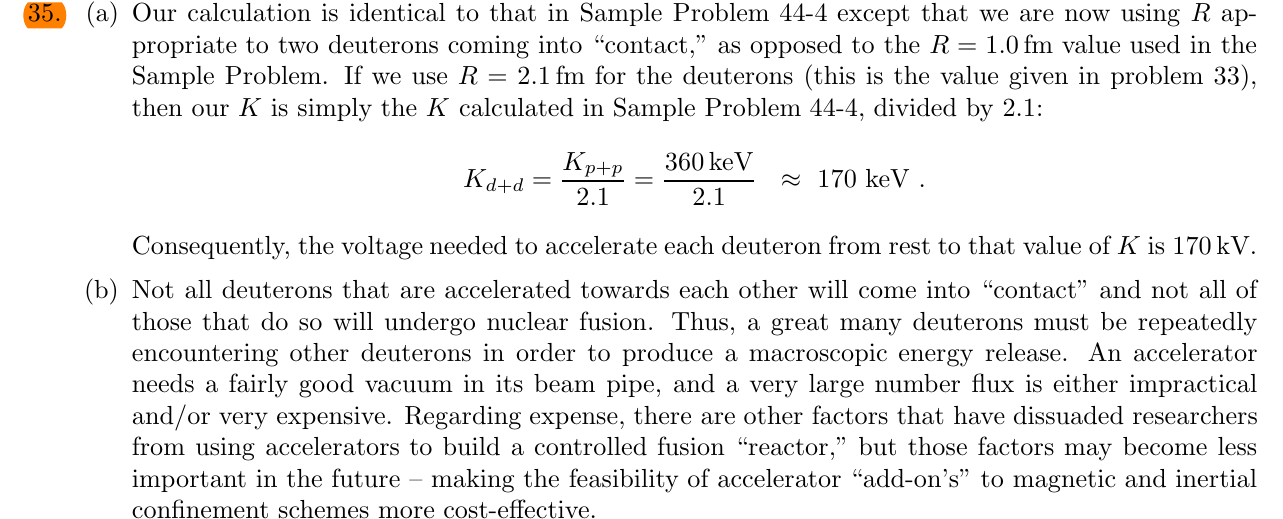 35. (a) Our calculation is identical to that in Sample Problem 44-4 except that we are now using R ap-
propriate to two deuterons coming into “contact,” as opposed to the R = 1.0 fm value used in the
Sample Problem. If we use R = 2.1 fm for the deuterons (this is the value given in problem 33),
then our K is simply the K calculated in Sample Problem 44-4, divided by 2.1:
K_{d+d} = \frac{K_{p+p}}{2.1} = \frac{360 keV}{2.1} ≈ 170 keV .
Consequently, the voltage needed to accelerate each deuteron from rest to that value of K is 170 kV.
(b) Not all deuterons that are accelerated towards each other will come into “contact” and not all of
those that do so will undergo nuclear fusion. Thus, a great many deuterons must be repeatedly
encountering other deuterons in order to produce a macroscopic energy release. An accelerator
needs a fairly good vacuum in its beam pipe, and a very large number flux is either impractical
and/or very expensive. Regarding expense, there are other factors that have dissuaded researchers
from using accelerators to build a controlled fusion “reactor,” but those factors may become less
important in the future – making the feasibility of accelerator “add-on’s” to magnetic and inertial
confinement schemes more cost-effective.